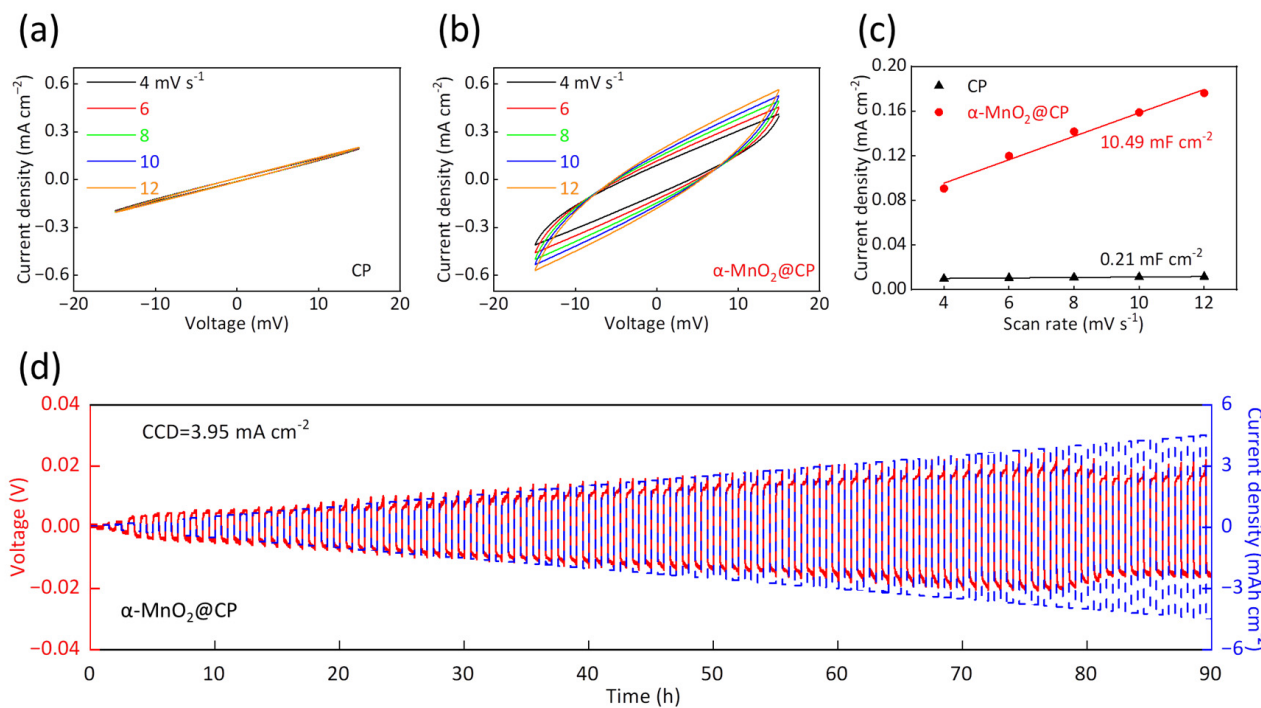 (a)
Current density (mA cm⁻²)
0.6
0.3
0.0
−0.3
−0.6
4 mV s⁻¹
6
8
10
12
CP
−20
−10
0
10
20
Voltage (mV)
(b)
Current density (mA cm⁻²)
0.6
0.3
0.0
−0.3
−0.6
4 mV s⁻¹
6
8
10
12
α-MnO₂@CP
−20
−10
0
10
20
Voltage (mV)
(c)
Current density (mA cm⁻²)
0.20
0.16
0.12
0.08
0.04
0.00
CP
α-MnO₂@CP
10.49 mF cm⁻²
0.21 mF cm⁻²
4
6
8
10
12
Scan rate (mV s⁻¹)
(d)
Voltage (V)
0.04
0.02
0.00
−0.02
−0.04
CCD=3.95 mA cm⁻²
α-MnO₂@CP
6
3
0
−3
−6
Current density (mAh cm⁻²)
0
10
20
30
40
50
60
70
80
90
Time (h)